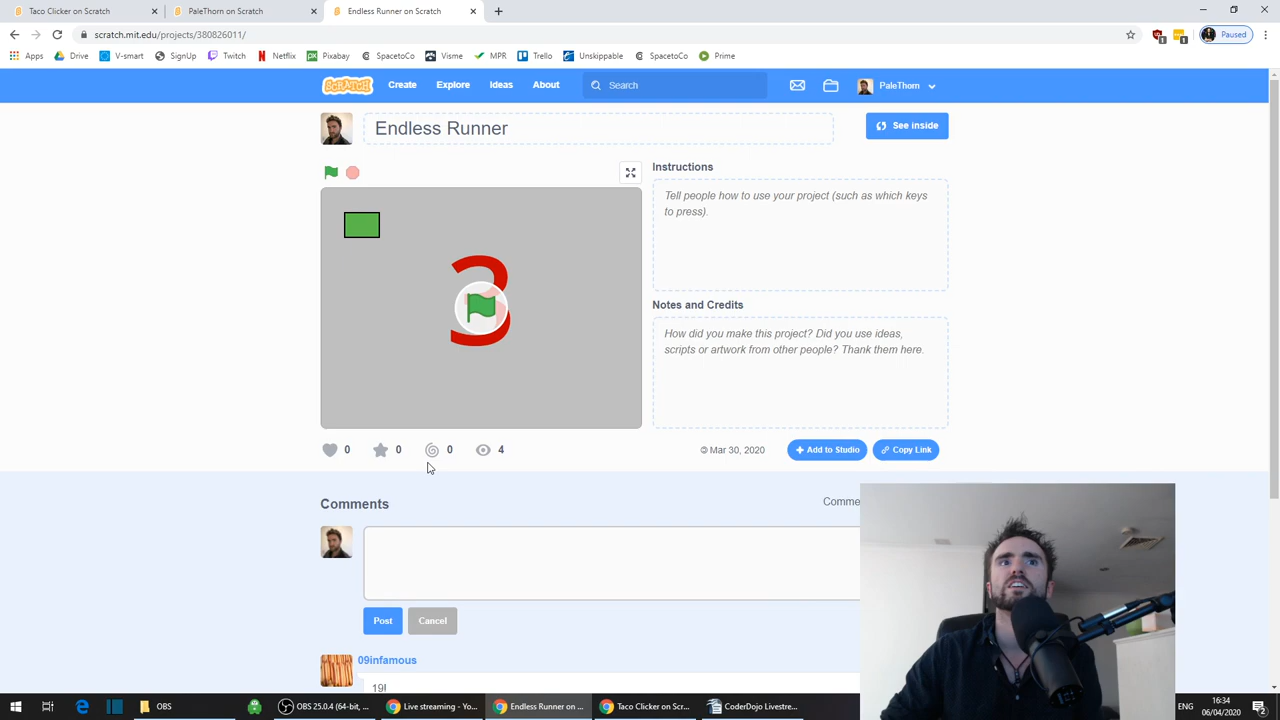 Taco Clicker on Scratch
PaleThorn on Scratch
Endless Runner on Scratch
scratch.mit.edu/projects/380826011/
Paused
Apps
Drive
V-smart
SignUp
Twitch
Netflix
Pixabay
SpacetoCo
Visme
MPR
Trello
Unskippable
SpacetoCo
Prime
SCRATCH
Create
Explore
Ideas
About
Search
PaleThorn
Endless Runner
See inside
Instructions
Tell people how to use your project (such as which keys
to press).
3
Notes and Credits
How did you make this project? Did you use ideas,
scripts or artwork from other people? Thank them here.
0
0
0
4
© Mar 30, 2020
Add to Studio
Copy Link
Comments
Comme
Post
Cancel
09infamous
19!
OBS
OBS 25.0.4 (64-bit, ...
Live streaming - Yo...
Endless Runner on ...
Taco Clicker on Scr...
CoderDojo Livestre...
ENG
16:34
06/04/2020
2